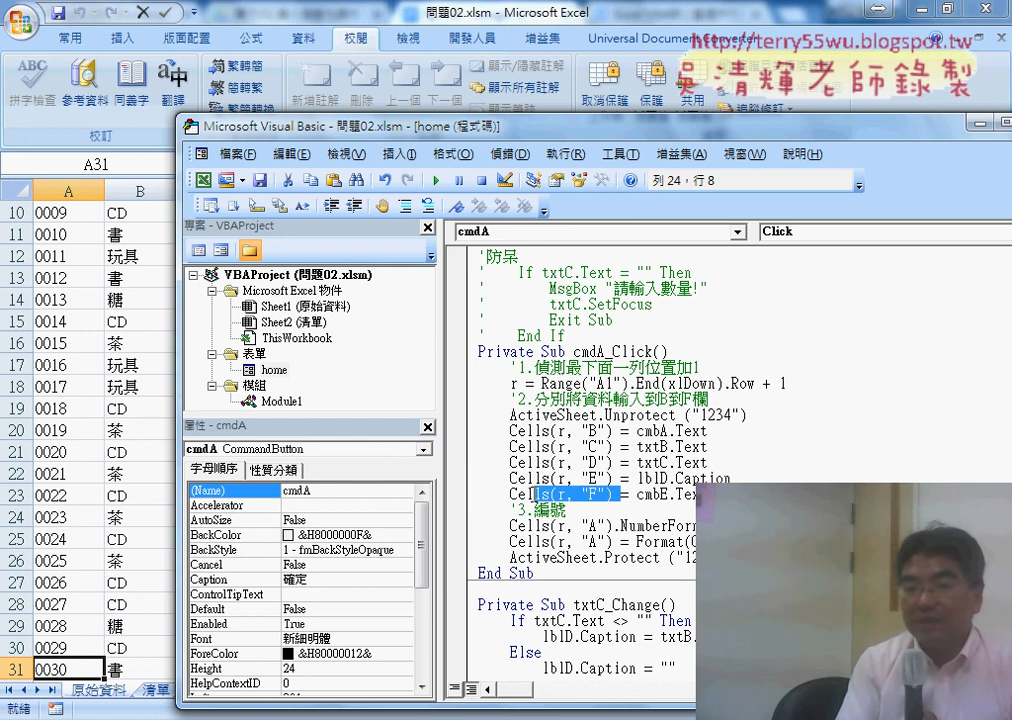 問題02.xlsm - Microsoft Excel
常用 插入 版面配置 公式 資料 校閱 檢視 開發人員 增益集 Universal Document Converter
http://terry55wu.blogspot.tw
吳清輝老師錄製
ABC
拼字檢查 參考資料 同義字 翻譯
繁轉簡
簡轉繁
繁簡轉換
新增註解 刪除 上一個 下一個
顯示/隱藏註解
顯示所有註解
取消保護 保護 共用
追蹤修訂
校訂
A31
A B
10 0009 CD
11 0010 書
12 0011 玩具
13 0012 書
14 0013 糖
15 0014 CD
16 0015 茶
17 0016 玩具
18 0017 玩具
19 0018 CD
20 0019 茶
21 0020 CD
22 0021 茶
23 0022 CD
24 0023 茶
25 0024 CD
26 0025 茶
27 0026 CD
28 0027 CD
29 0028 糖
30 0029 CD
31 0030 書
原始資料 清單
就緒
Microsoft Visual Basic - 問題02.xlsm - [home (程式碼)]
檔案(F) 編輯(E) 檢視(V) 插入(I) 格式(O) 偵錯(D) 執行(R) 工具(T) 增益集(A) 視窗(W) 說明(H)
列 24，行 8
專案 - VBAProject
VBAProject (問題02.xlsm)
Microsoft Excel 物件
Sheet1 (原始資料)
Sheet2 (清單)
ThisWorkbook
表單
home
模組
Module1
屬性 - cmdA
cmdA CommandButton
字母順序 性質分類
(Name) cmdA
Accelerator
AutoSize False
BackColor &H8000000F&
BackStyle 1 - fmBackStyleOpaque
Cancel False
Caption 確定
ControlTipText
Default False
Enabled True
Font 新細明體
ForeColor &H80000012&
Height 24
HelpContextID 0
cmdA Click
'防呆
' If txtC.Text = "" Then
' MsgBox "請輸入數量!"
' txtC.SetFocus
' Exit Sub
' End If
Private Sub cmdA_Click()
'1.偵測最下面一列位置加1
r = Range("A1").End(xlDown).Row + 1
'2.分別將資料輸入到B到F欄
ActiveSheet.Unprotect ("1234")
Cells(r, "B") = cmbA.Text
Cells(r, "C") = txtB.Text
Cells(r, "D") = txtC.Text
Cells(r, "E") = lblD.Caption
Cells(r, "F") = cmbE.Tex
'3.編號
Cells(r, "A").NumberFor
Cells(r, "A") = Format(
ActiveSheet.Protect ("12
End Sub
Private Sub txtC_Change()
If txtC.Text <> "" Then
lblD.Caption = txtB.
Else
lblD.Caption = ""